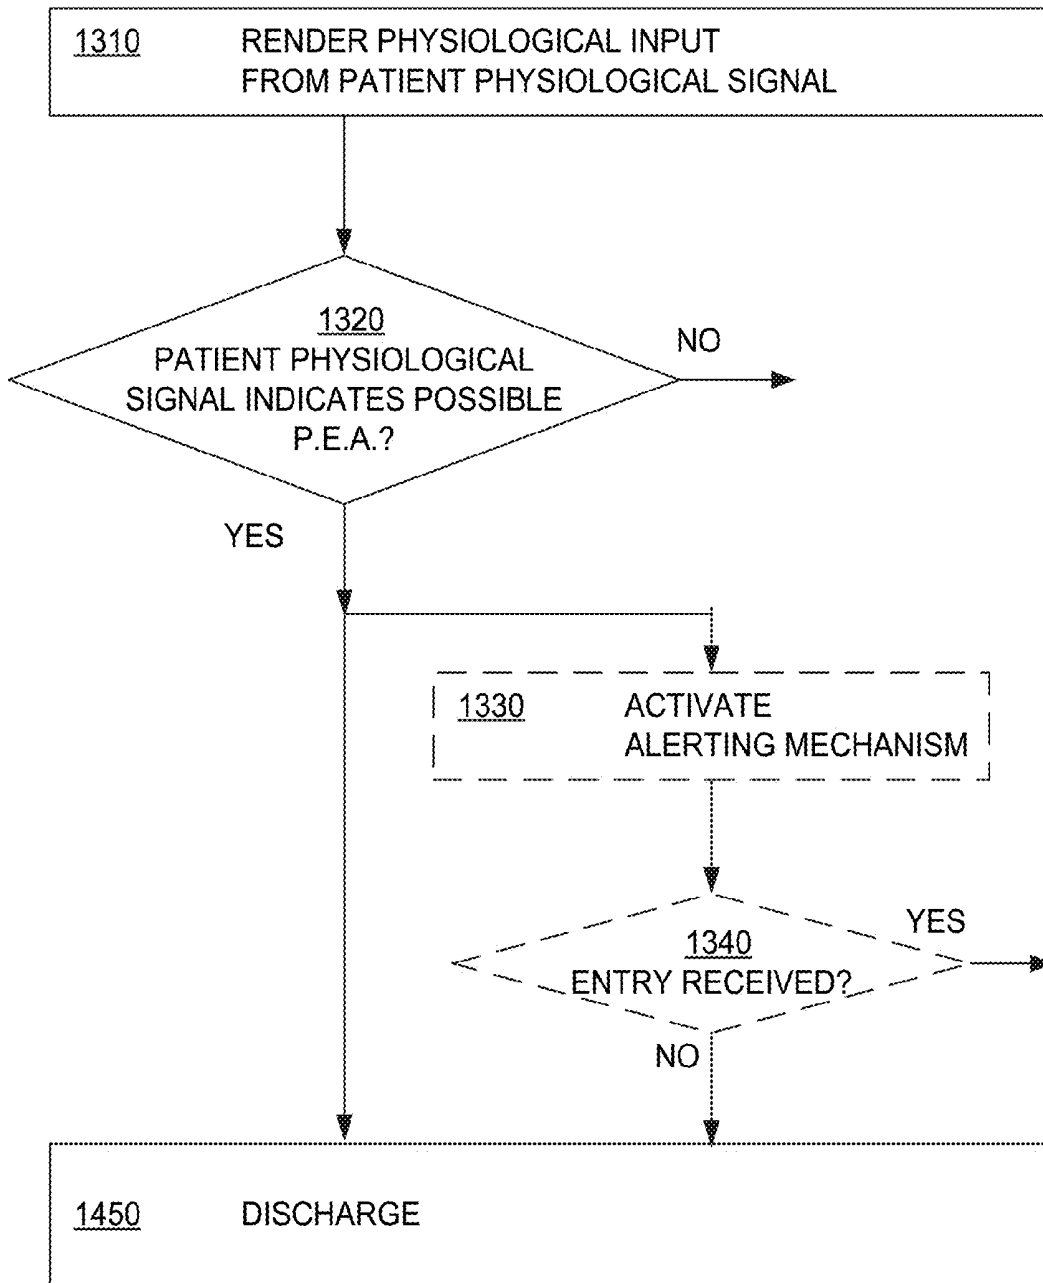 1310 RENDER PHYSIOLOGICAL INPUT
FROM PATIENT PHYSIOLOGICAL SIGNAL
1320
PATIENT PHYSIOLOGICAL
SIGNAL INDICATES POSSIBLE
P.E.A.?
NO
YES
1330 ACTIVATE
ALERTING MECHANISM
1340
ENTRY RECEIVED?
YES
NO
1450 DISCHARGE